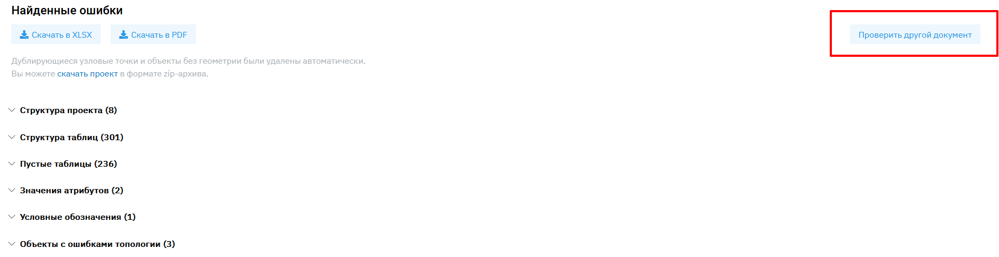 Найденные ошибки
Скачать в XLSX
Скачать в PDF
Проверить другой документ
Дублирующиеся узловые точки и объекты без геометрии были удалены автоматически.
Вы можете скачать проект в формате zip-архива.
Структура проекта (8)
Структура таблиц (301)
Пустые таблицы (236)
Значения атрибутов (2)
Условные обозначения (1)
Объекты с ошибками топологии (3)